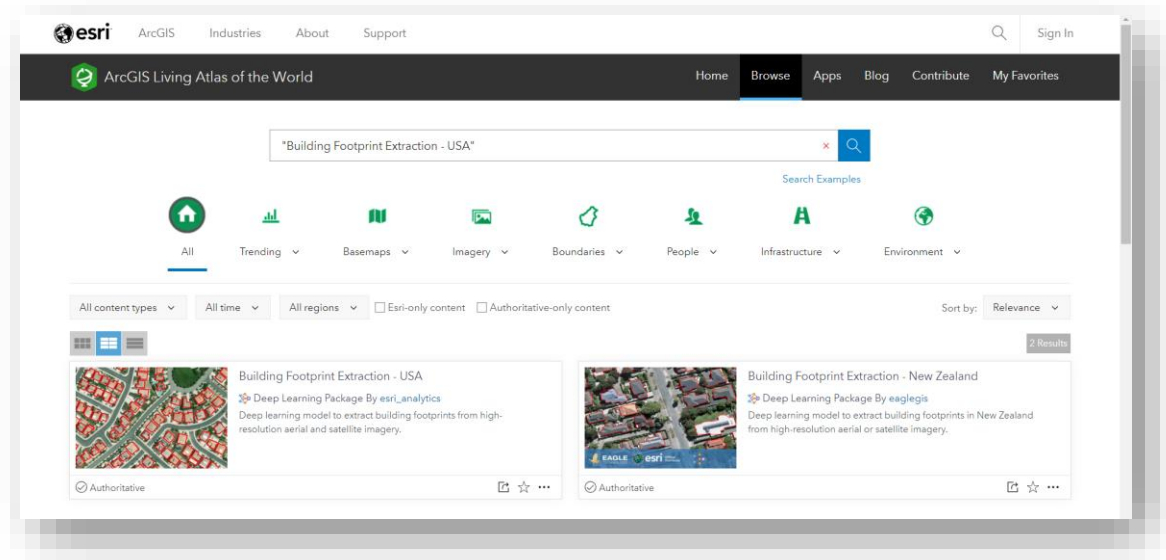 esri ArcGIS Industries About Support Sign In
ArcGIS Living Atlas of the World Home Browse Apps Blog Contribute My Favorites
"Building Footprint Extraction - USA" ×
Search Examples
All Trending Basemaps Imagery Boundaries People Infrastructure Environment
All content types All time All regions Esri-only content Authoritative-only content Sort by: Relevance
2 Results
Building Footprint Extraction - USA
Deep Learning Package By esri_analytics
Deep learning model to extract building footprints from high-
resolution aerial and satellite imagery.
Authoritative
Building Footprint Extraction - New Zealand
Deep Learning Package By eaglegis
Deep learning model to extract building footprints in New Zealand
from high-resolution aerial or satellite imagery.
EAGLE esri
Authoritative